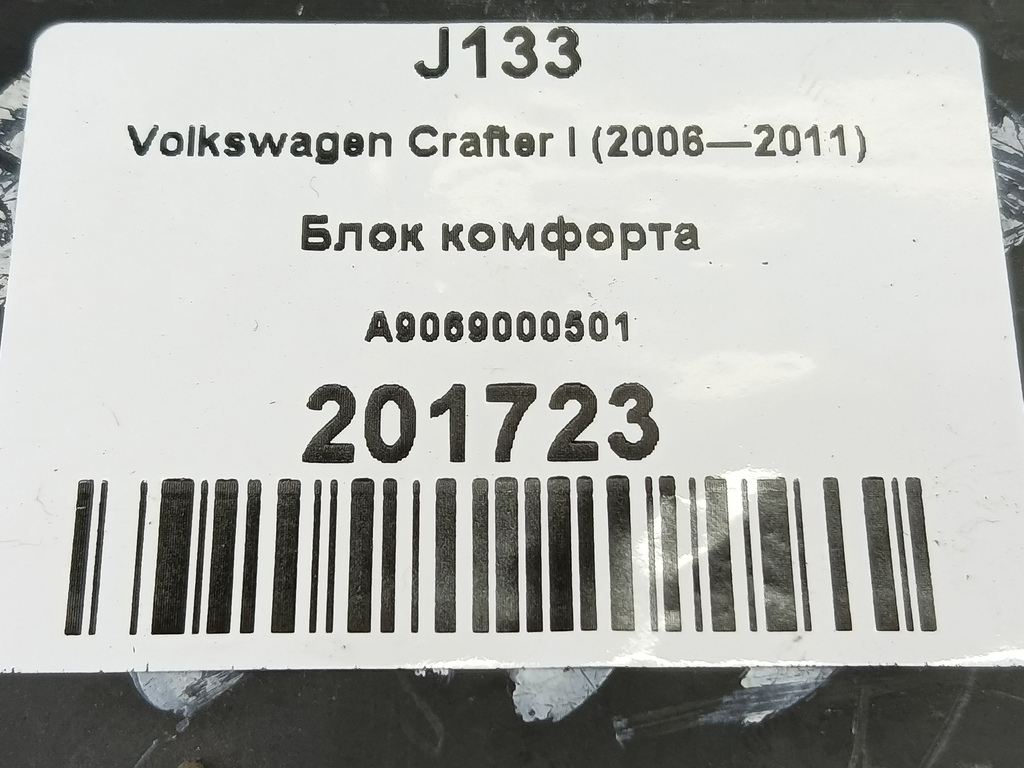 J133
Volkswagen Crafter I (2006—2011)
Блок комфорта
A9069000501
201723